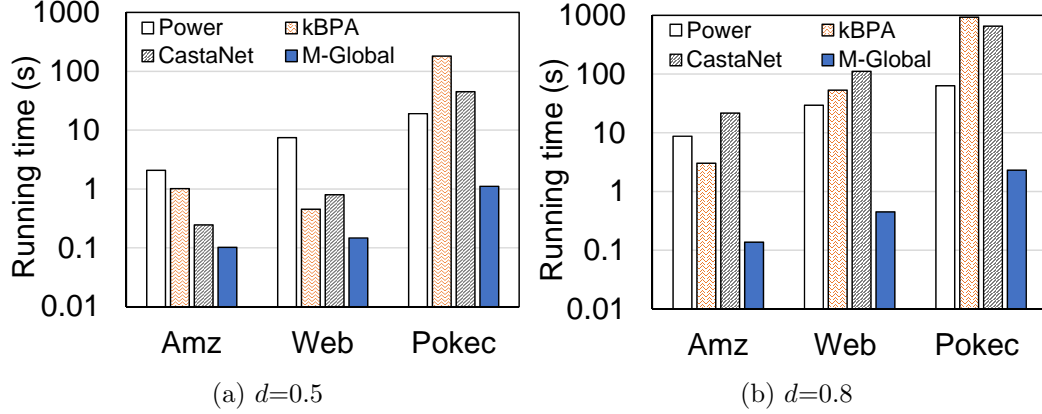 Running time (s)
1000
100
10
1
0.1
0.01
Power
kBPA
CastaNet
M-Global
Amz
Web
Pokec
(a) d=0.5
Running time (s)
1000
100
10
1
0.1
0.01
Power
kBPA
CastaNet
M-Global
Amz
Web
Pokec
(b) d=0.8